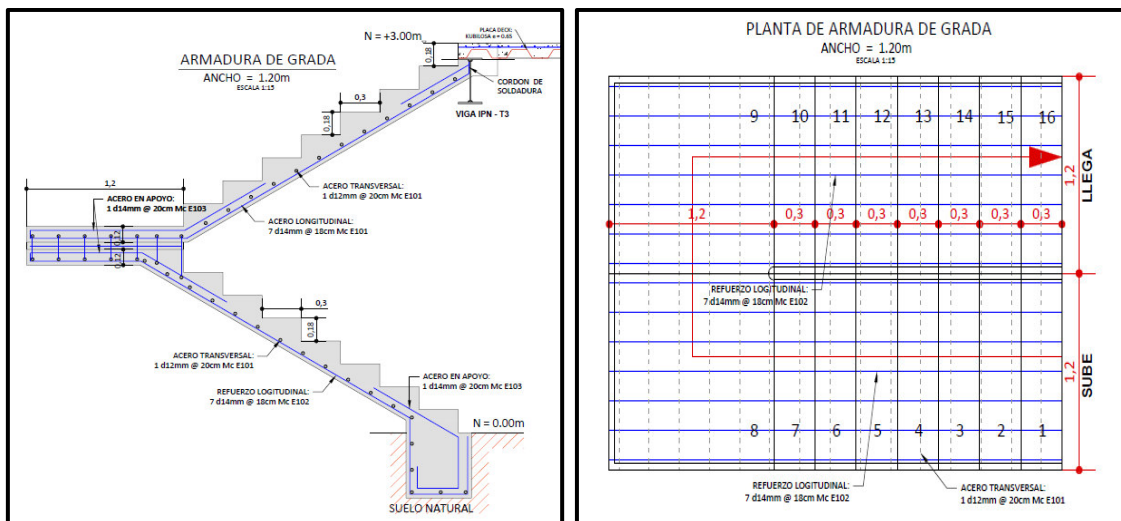 N = +3.00m
PLACA DECK:
KUBILOSA e = 0.65
0,18
ARMADURA DE GRADA
ANCHO = 1.20m
ESCALA 1:15
CORDON DE
SOLDADURA
VIGA IPN - T3
0,3
0,18
1,2
ACERO EN APOYO:
1 d14mm @ 20cm Mc E103
ACERO TRANSVERSAL:
1 d12mm @ 20cm Mc E101
ACERO LONGITUDINAL:
7 d14mm @ 18cm Mc E101
0,12
0,12
0,3
0,18
ACERO TRANSVERSAL:
1 d12mm @ 20cm Mc E101
REFUERZO LOGITUDINAL:
7 d14mm @ 18cm Mc E102
ACERO EN APOYO:
1 d14mm @ 20cm Mc E103
N = 0.00m
SUELO NATURAL
PLANTA DE ARMADURA DE GRADA
ANCHO = 1.20m
ESCALA 1:15
9 10 11 12 13 14 15 16
1,2
LLEGA
1,2 0,3 0,3 0,3 0,3 0,3 0,3 0,3
REFUERZO LOGITUDINAL:
7 d14mm @ 18cm Mc E102
1,2
SUBE
8 7 6 5 4 3 2 1
REFUERZO LOGITUDINAL:
7 d14mm @ 18cm Mc E102
ACERO TRANSVERSAL:
1 d12mm @ 20cm Mc E101